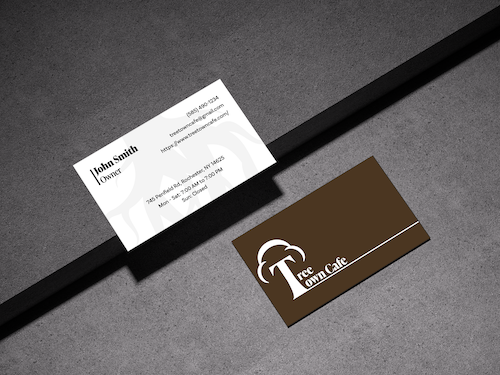 John Smith
Owner
(585) 490-1234
treetowncafe@gmail.com
https://www.treetowncafe.com/
745 Penfield Rd, Rochester, NY 14625
Mon - Sat: 7:00 AM to 7:00 PM
Sun: Closed
Tree
Town Cafe